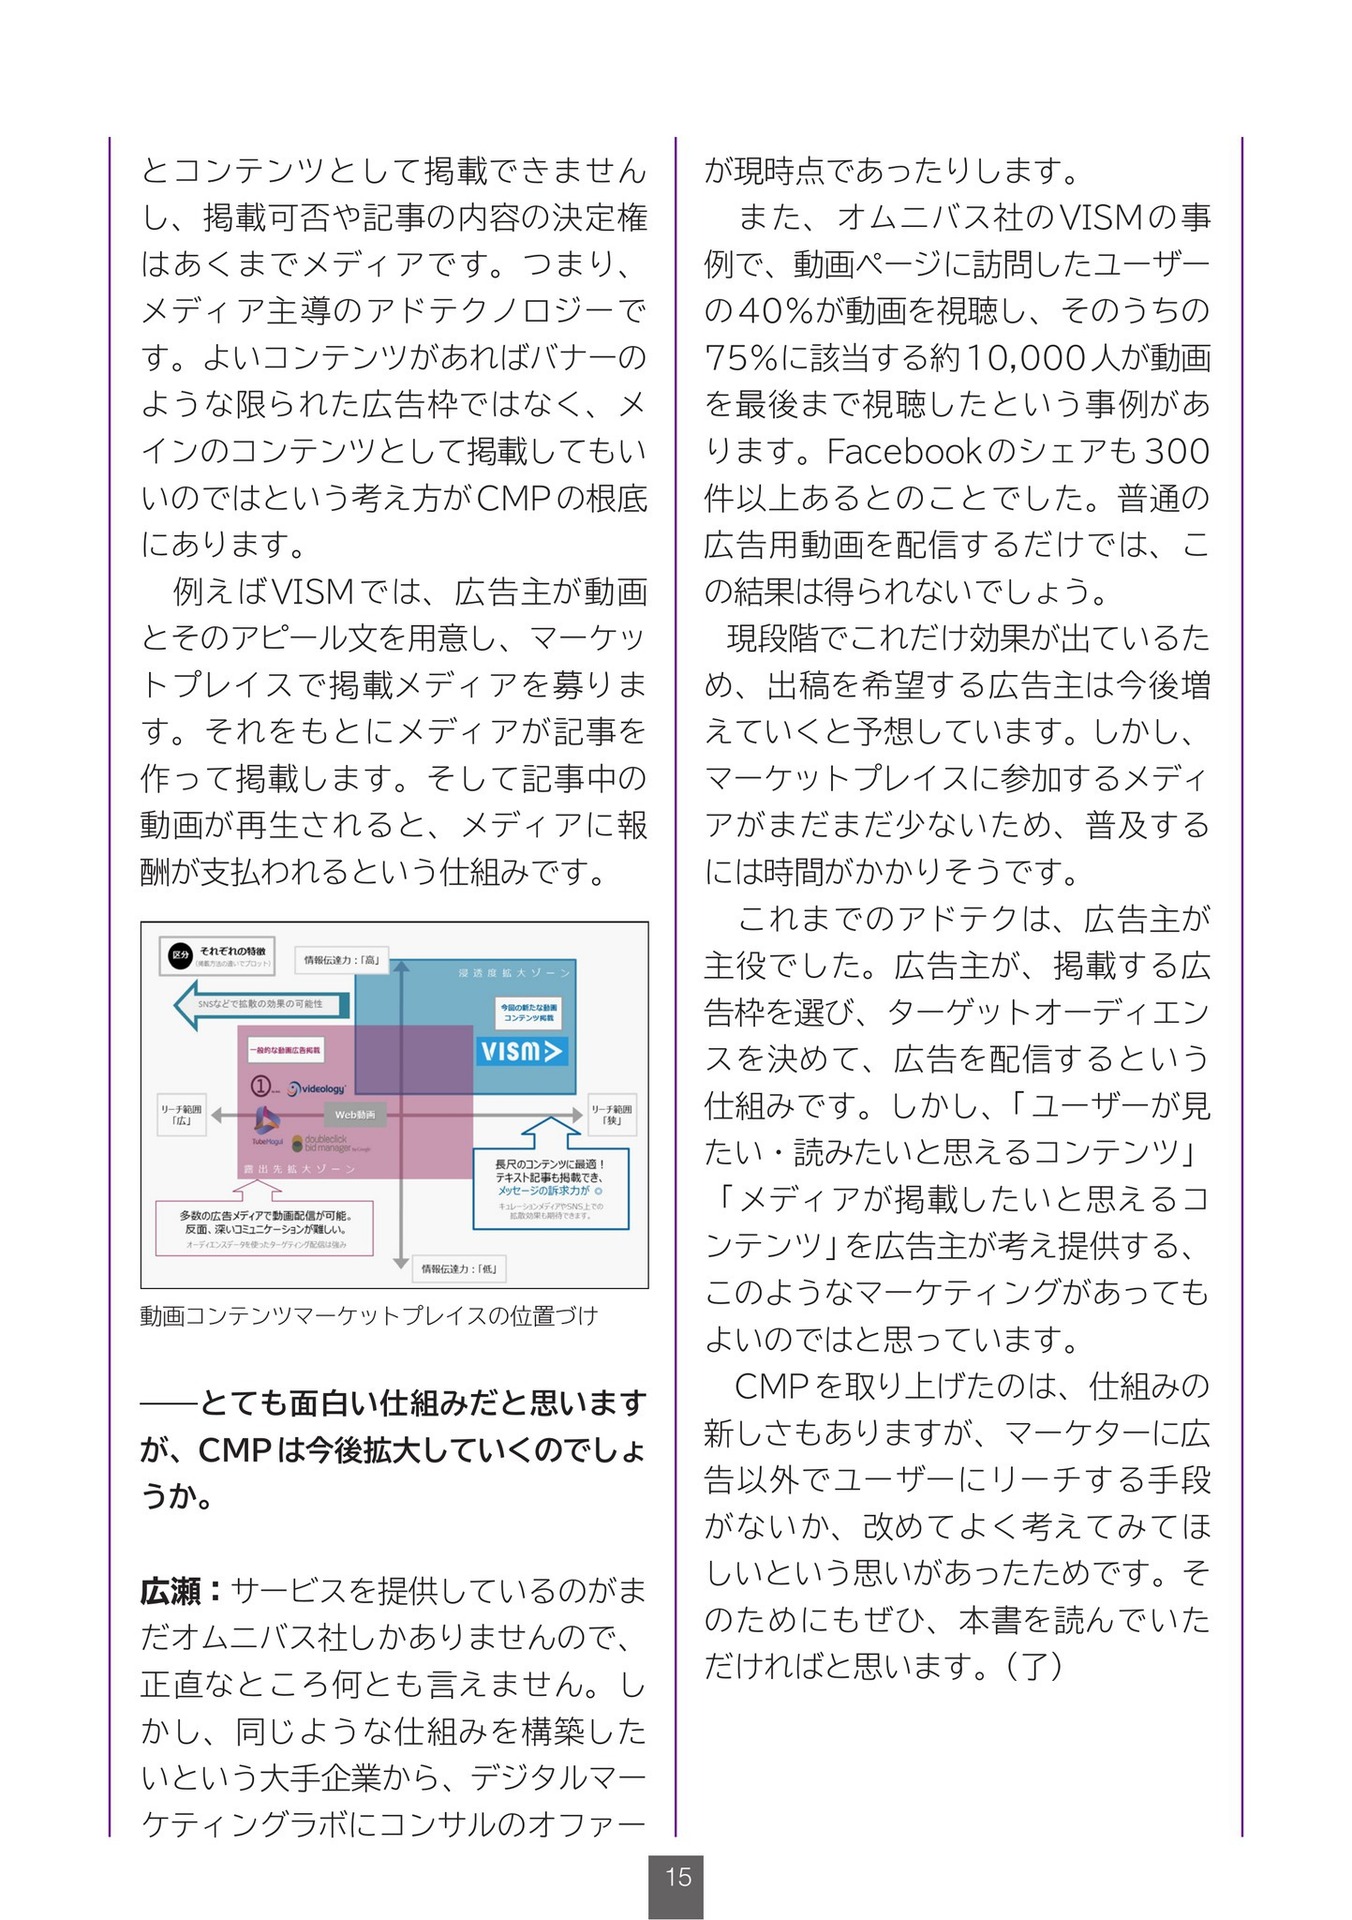 とコンテンツとして掲載できません
し、掲載可否や記事の内容の決定権
はあくまでメディアです。つまり、
メディア主導のアドテクノロジーで
す。よいコンテンツがあればバナーの
ような限られた広告枠ではなく、メ
インのコンテンツとして掲載してもい
いのではという考え方がCMPの根底
にあります。
例えばVISMでは、広告主が動画
とそのアピール文を用意し、マーケッ
トプレイスで掲載メディアを募りま
す。それをもとにメディアが記事を
作って掲載します。そして記事中の
動画が再生されると、メディアに報
酬が支払われるという仕組みです。
区分 それぞれの特徴
(掲載方法の違いでプロット)
情報伝達力:「高」
浸透度拡大ゾーン
SNSなどで拡散の効果の可能性
今回の新たな動画
コンテンツ掲載
VISM>
一般的な動画広告掲載
videology
リーチ範囲
「広」
Web動画
リーチ範囲
「狭」
TubeMogul
doubleclick
bid manager by Google
露出先拡大ゾーン
長尺のコンテンツに最適!
テキスト記事も掲載でき、
メッセージの訴求力が◎
キュレーションメディアやSNS上での
拡散効果も期待できます。
多数の広告メディアで動画配信が可能。
反面、深いコミュニケーションが難しい。
オーディエンスデータを使ったターゲティング配信は強み
情報伝達力:「低」
動画コンテンツマーケットプレイスの位置づけ
――とても面白い仕組みだと思います
が、CMPは今後拡大していくのでしょ
うか。
広瀬：サービスを提供しているのがま
だオムニバス社しかありませんので、
正直なところ何とも言えません。し
かし、同じような仕組みを構築した
いという大手企業から、デジタルマー
ケティングラボにコンサルのオファー
が現時点であったりします。
また、オムニバス社のVISMの事
例で、動画ページに訪問したユーザー
の40%が動画を視聴し、そのうちの
75%に該当する約10,000人が動画
を最後まで視聴したという事例があ
ります。Facebookのシェアも300
件以上あるとのことでした。普通の
広告用動画を配信するだけでは、こ
の結果は得られないでしょう。
現段階でこれだけ効果が出ているた
め、出稿を希望する広告主は今後増
えていくと予想しています。しかし、
マーケットプレイスに参加するメディ
アがまだまだ少ないため、普及する
には時間がかかりそうです。
これまでのアドテクは、広告主が
主役でした。広告主が、掲載する広
告枠を選び、ターゲットオーディエン
スを決めて、広告を配信するという
仕組みです。しかし、「ユーザーが見
たい・読みたいと思えるコンテンツ」
「メディアが掲載したいと思えるコ
ンテンツ」を広告主が考え提供する、
このようなマーケティングがあっても
よいのではと思っています。
CMPを取り上げたのは、仕組みの
新しさもありますが、マーケターに広
告以外でユーザーにリーチする手段
がないか、改めてよく考えてみてほ
しいという思いがあったためです。そ
のためにもぜひ、本書を読んでいた
だければと思います。（了）
15